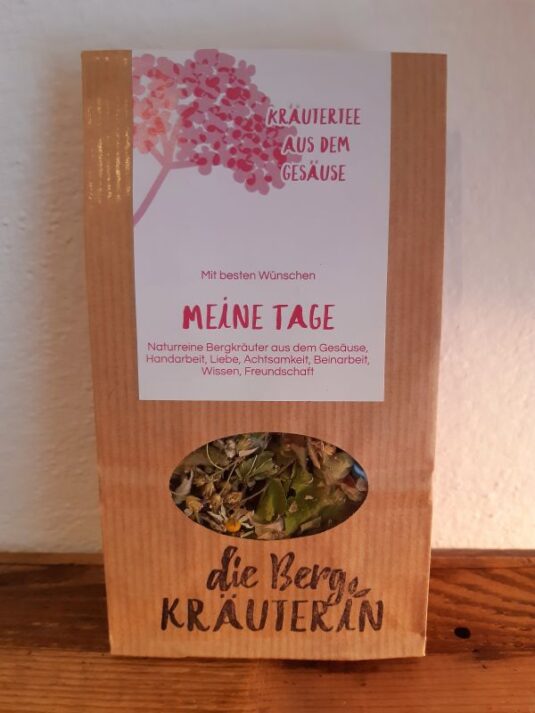 KRÄUTERTEE
AUS DEM
GESÄUSE
Mit besten Wünschen
MEINE TAGE
Naturreine Bergkräuter aus dem Gesäuse,
Handarbeit, Liebe, Achtsamkeit, Beinarbeit,
Wissen, Freundschaft
die Berg
KRÄUTERIN